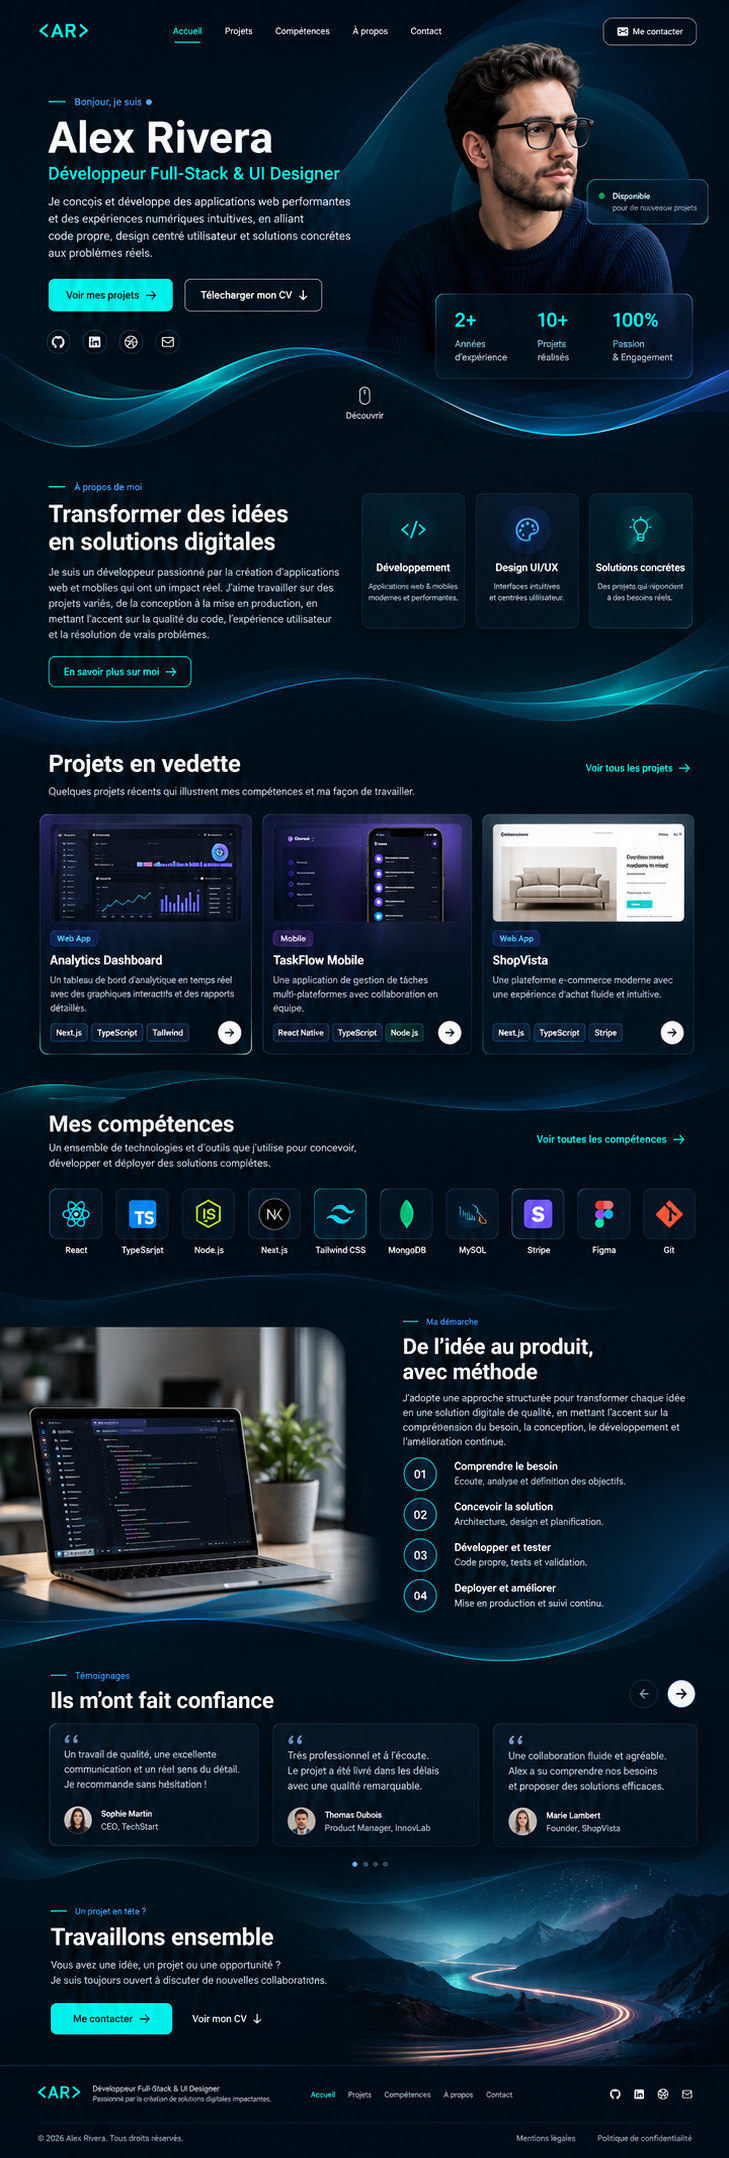 <AR>
Accueil
Projets
Compétences
À propos
Contact
Me contacter
Bonjour, je suis
Alex Rivera
Développeur Full-Stack & UI Designer
Je conçois et développe des applications web performantes
et des expériences numériques intuitives, en alliant
code propre, design centré utilisateur et solutions concrètes
aux problèmes réels.
Voir mes projets →
Télecharger mon CV ↓
Disponible
pour de nouveaux projets
2+
Années
d'expérience
10+
Projets
réalisés
100%
Passion
& Engagement
Découvrir
À propos de moi
Transformer des idées
en solutions digitales
Je suis un développeur passionné par la création d'applications
web et moblies qui ont un impact réel. J'aime travailler sur des
projets variés, de la conception à la mise en production, en
mettant l'accent sur la qualité du code, l'expérience utilisateur
et la résolution de vrais problèmes.
En savoir plus sur moi →
</>
Développement
Applications web & moblies
modernes et performantes.
Design UI/UX
Interfaces intuitives
et centrées utilisateur.
Solutions concrétes
Des projets qui répondent
à des besoins réels.
Projets en vedette
Voir tous les projets →
Quelques projets récents qui illustrent mes compétences et ma façon de travailler.
Web App
Analytics Dashboard
Un tableau de bord d'analytique en temps réel
avec des graphiques interactifs et des rapports
détaillés.
Next.js
TypeScript
Tailwind
Mobile
TaskFlow Mobile
Une application de gestion de tâches
multi-plateformes avec collaboration en
équipe.
React Native
TypeScript
Node js
Web App
ShopVista
Une plateforme e-commerce moderne avec
une expérience d'achat fluide et intuitive.
Next.js
TypeScript
Stripe
Mes compétences
Un ensemble de technologies et d'outils que j'utilise pour concevoir,
développer et déployer des solutions complétes.
Voir toutes les compétences →
React
TS
TypeSsript
JS
Node.js
Next.js
Tailwind CSS
MongoDB
MySOL
S
Stripe
Figma
Git
Ma démarche
De l'idée au produit,
avec méthode
J'adopte une approche structurée pour transformer chaque idée
en une solution digitale de qualité, en mettant l'accent sur la
compréhension du besoin, la conception, le développement et
l'amélioration continue.
01
Comprendre le besoin
Écoute, analyse et définition des objectifs.
02
Concevoir la solution
Architecture, design et planification.
03
Développer et tester
Code propre, tests et validation.
04
Deployer et améliorer
Mise en production et suivi continu.
Témoignages
Ils m'ont fait confiance
Un travail de qualité, une excellente
communication et un réel sens du détail.
Je recommande sans hésitation !
Sophie Martin
CEO, TechStart
Trés professionnel et à l'écoute.
Le projet a été livré dans les délais
avec une qualité remarquable.
Thomas Dubois
Product Manager, InnovLab
Une collaboration fluide et agréable.
Alex a su comprendre nos besoins
et proposer des solutions efficaces.
Marie Lambert
Founder, ShopVista
Un projet en tête ?
Travaillons ensemble
Vous avez une idée, un projet ou une opportunité ?
Je suis toujours ouvert à discuter de nouvelles collaborations.
Me contacter →
Voir mon CV ↓
<AR>
Développeur Full-Stack & UI Designer
Passionné par la création de solutions digitales impactantes.
Accueil
Projets
Compétences
À propos
Contact
© 2026 Alex Rivera. Tous droits réservés.
Mentions légales
Politique de confidentialité